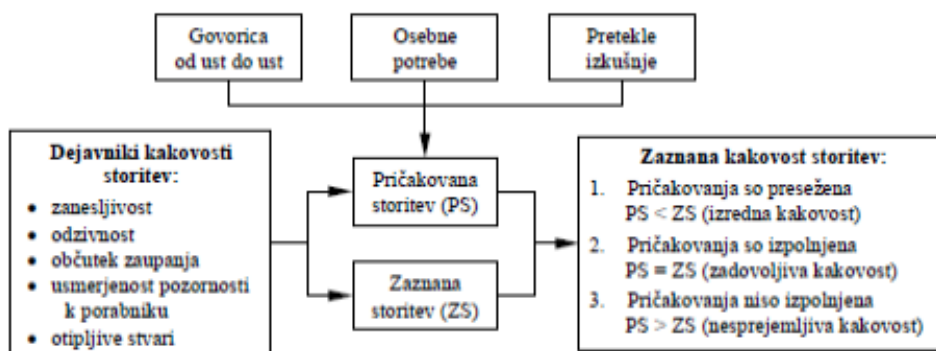 Govorica
od ust do ust
Osebne
potrebe
Pretekle
izkušnje
Dejavniki kakovosti
storitev:
• zanesljivost
• odzivnost
• občutek zaupanja
• usmerjenost pozornosti
k porabniku
• otipljive stvari
Pričakovana
storitev (PS)
Zaznana
storitev (ZS)
Zaznana kakovost storitev:
1. Pričakovanja so presežena
PS < ZS (izredna kakovost)
2. Pričakovanja so izpolnjena
PS = ZS (zadovoljiva kakovost)
3. Pričakovanja niso izpolnjena
PS > ZS (nesprejemljiva kakovost)